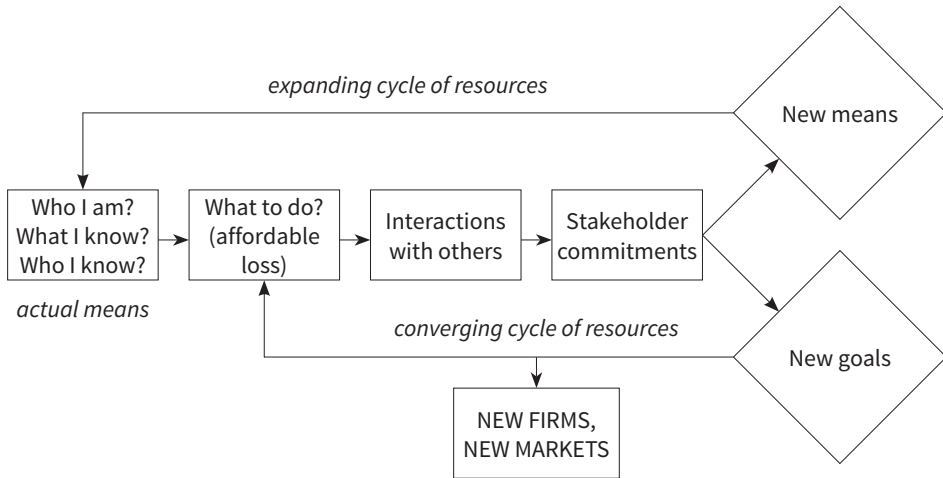 expanding cycle of resources
New means
Who I am?
What I know?
Who I know?
What to do?
(affordable
loss)
Interactions
with others
Stakeholder
commitments
actual means
converging cycle of resources
New goals
NEW FIRMS,
NEW MARKETS